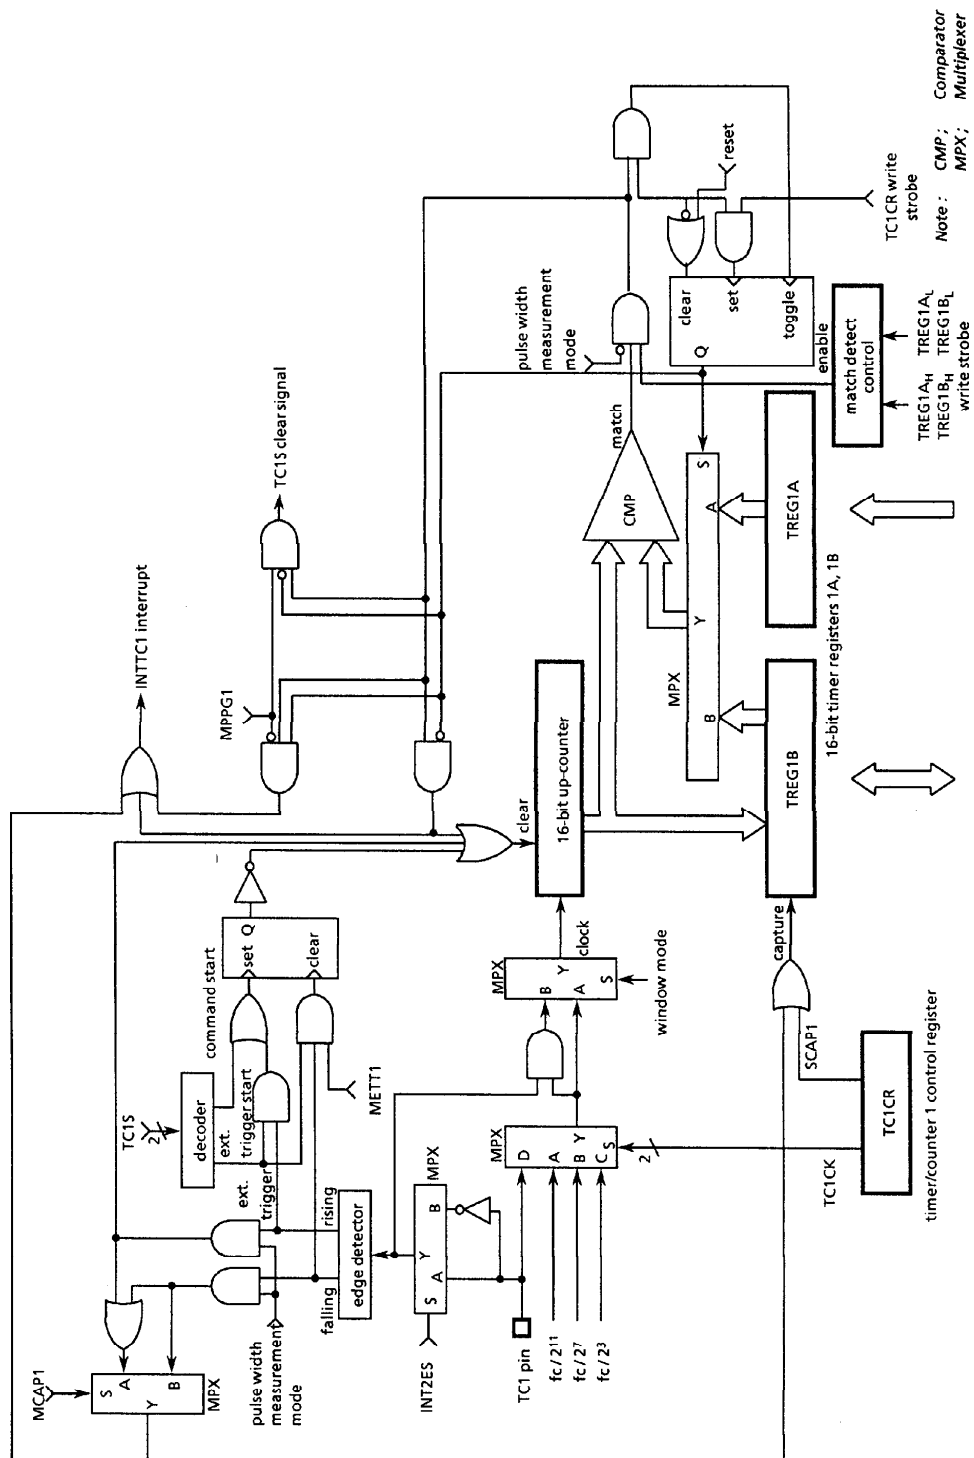 MCAP1
S
A
Y
B
MPX
pulse width
measurement
mode
TC1S
2
decoder
command start
ext.
trigger start
ext.
trigger
rising
falling
edge detector
METT1
set Q
clear
INTTC1 interrupt
MPPG1
TC1S clear signal
INT2ES
MPX
S
A
Y
B
TC1 pin
fc/2¹¹
fc/2⁷
fc/2³
MPX
D
A
B Y
C S
2
TC1CK
MPX
B
Y
A
S
window mode
clock
clear
16-bit up-counter
CMP
match
pulse width
measurement
mode
MPX
B
Y
A
S
Q
clear
set
toggle
enable
reset
TC1CR write
strobe
match detect
control
TREG1A_H TREG1A_L
TREG1B_H TREG1B_L
write strobe
TREG1A
TREG1B
16-bit timer registers 1A, 1B
capture
SCAP1
TC1CR
timer/counter 1 control register
Note : CMP ; Comparator
MPX ; Multiplexer